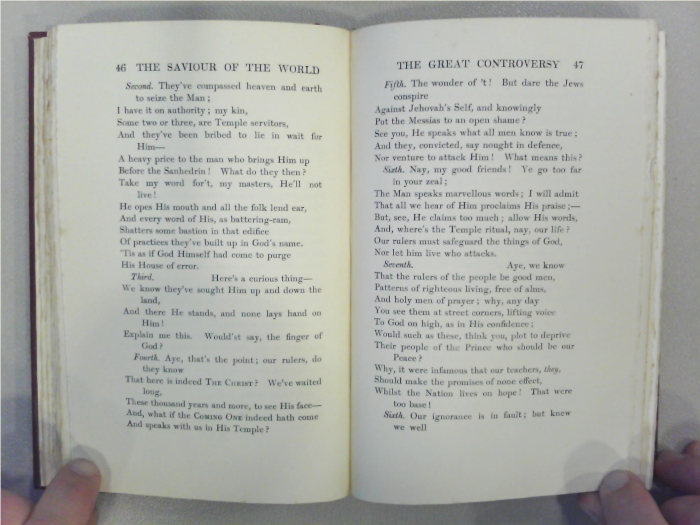 46 THE SAVIOUR OF THE WORLD
Second. They've compassed heaven and earth
to seize the Man ;
I have it on authority ; my kin,
Some two or three, are Temple servitors,
And they've been bribed to lie in wait for
Him—
A heavy price to the man who brings Him up
Before the Sanhedrin ! What do they then ?
Take my word for't, my masters, He'll not
live !
He opes His mouth and all the folk lend ear,
And every word of His, as battering-ram,
Shatters some bastion in that edifice
Of practices they've built up in God's name.
'Tis as if God Himself had come to purge
His House of error.
Third. Here's a curious thing—
We know they've sought Him up and down the
land,
And there He stands, and none lays hand on
Him !
Explain me this. Would'st say, the finger of
God ?
Fourth. Aye, that's the point ; our rulers, do
they know
That here is indeed THE CHRIST ? We've waited
long,
These thousand years and more, to see His face—
And, what if the COMING ONE indeed hath come
And speaks with us in His Temple ?
THE GREAT CONTROVERSY 47
Fifth. The wonder of 't ! But dare the Jews
conspire
Against Jehovah's Self, and knowingly
Put the Messias to an open shame ?
See you, He speaks what all men know is true ;
And they, convicted, say nought in defence,
Nor venture to attack Him ! What means this ?
Sixth. Nay, my good friends ! Ye go too far
in your zeal ;
The Man speaks marvellous words ; I will admit
That all we hear of Him proclaims His praise ;—
But, see, He claims too much ; allow His words,
And, where's the Temple ritual, nay, our life ?
Our rulers must safeguard the things of God,
Nor let him live who attacks.
Seventh. Aye, we know
That the rulers of the people be good men,
Patterns of righteous living, free of alms,
And holy men of prayer ; why, any day
You see them at street corners, lifting voice
To God on high, as in His confidence ;
Would such as these, think you, plot to deprive
Their people of the Prince who should be our
Peace ?
Why, it were infamous that our teachers, they,
Should make the promises of none effect,
Whilst the Nation lives on hope ! That were
too base !
Sixth. Our ignorance is in fault ; but knew
we well